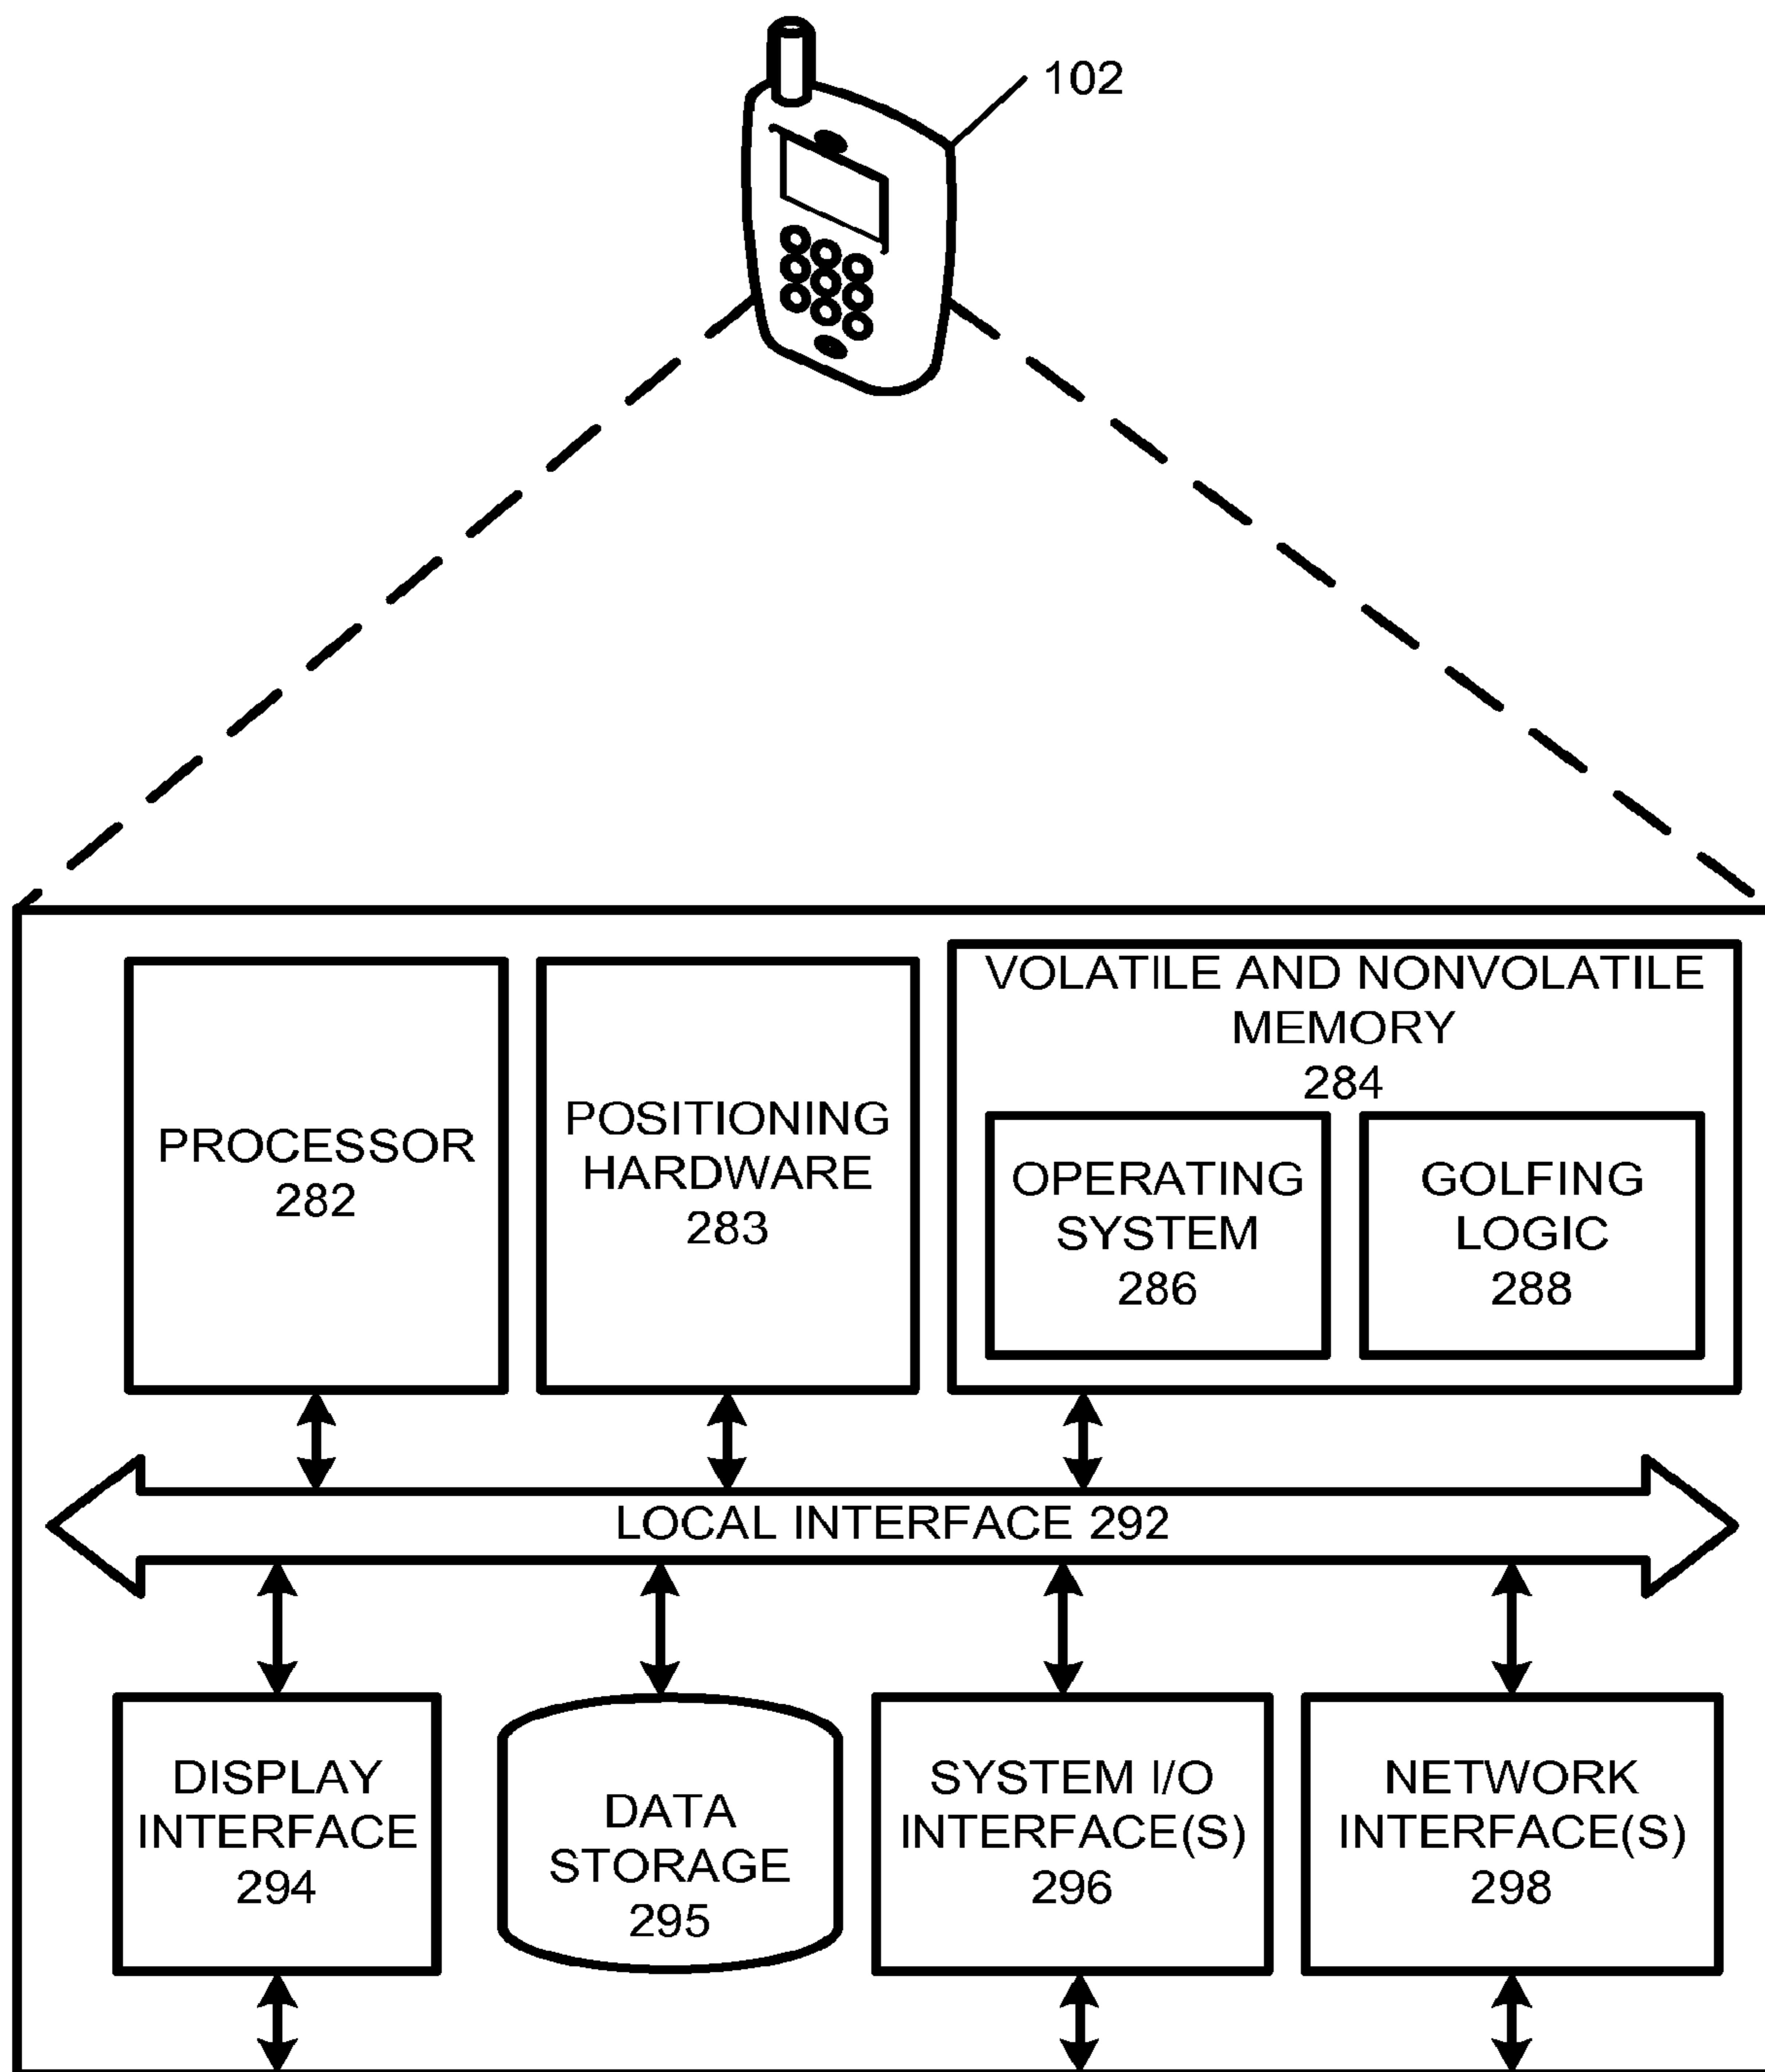 102
PROCESSOR
282
POSITIONING
HARDWARE
283
VOLATILE AND NONVOLATILE
MEMORY
284
OPERATING
SYSTEM
286
GOLFING
LOGIC
288
LOCAL INTERFACE 292
DISPLAY
INTERFACE
294
DATA
STORAGE
295
SYSTEM I/O
INTERFACE(S)
296
NETWORK
INTERFACE(S)
298